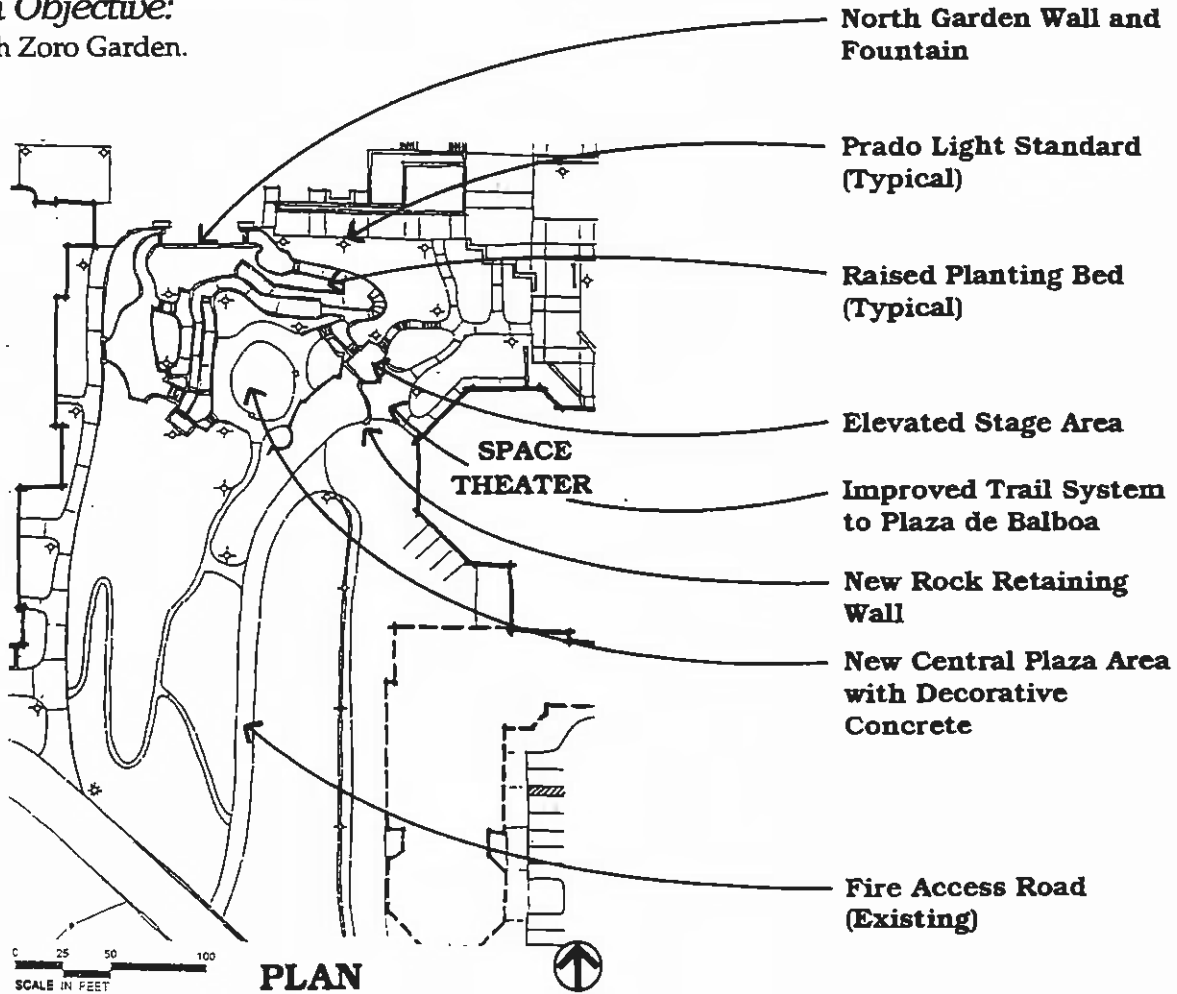 Objective:
Zoro Garden.
North Garden Wall and
Fountain
Prado Light Standard
(Typical)
Raised Planting Bed
(Typical)
Elevated Stage Area
SPACE
THEATER
Improved Trail System
to Plaza de Balboa
New Rock Retaining
Wall
New Central Plaza Area
with Decorative
Concrete
Fire Access Road
(Existing)
25 50 100
SCALE IN FEET
PLAN